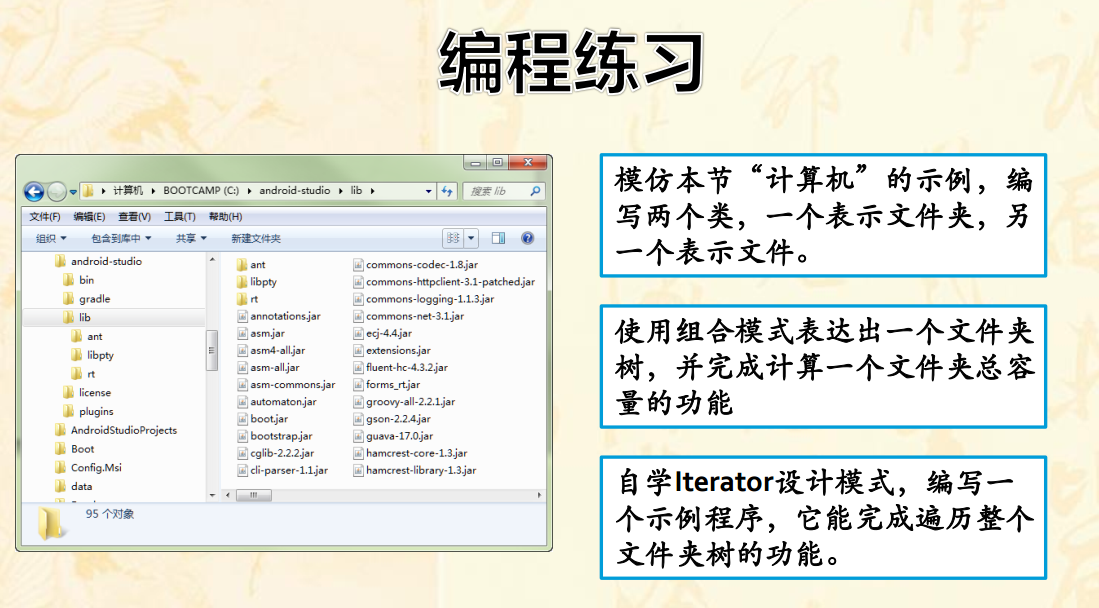 编程练习
计算机 BOOTCAMP (C:) android-studio lib
搜索 lib
文件(F) 编辑(E) 查看(V) 工具(T) 帮助(H)
组织 包含到库中 共享 新建文件夹
android-studio
bin
gradle
lib
ant
libpty
rt
license
plugins
AndroidStudioProjects
Boot
Config.Msi
data
ant
libpty
rt
annotations.jar
asm.jar
asm4-all.jar
asm-all.jar
asm-commons.jar
automaton.jar
boot.jar
bootstrap.jar
cglib-2.2.2.jar
cli-parser-1.1.jar
commons-codec-1.8.jar
commons-httpclient-3.1-patched.jar
commons-logging-1.1.3.jar
commons-net-3.1.jar
ecj-4.4.jar
extensions.jar
fluent-hc-4.3.2.jar
forms_rt.jar
groovy-all-2.2.1.jar
gson-2.2.4.jar
guava-17.0.jar
hamcrest-core-1.3.jar
hamcrest-library-1.3.jar
95 个对象
模仿本节“计算机”的示例，编
写两个类，一个表示文件夹，另
一个表示文件。
使用组合模式表达出一个文件夹
树，并完成计算一个文件夹总容
量的功能
自学Iterator设计模式，编写一
个示例程序，它能完成遍历整个
文件夹树的功能。